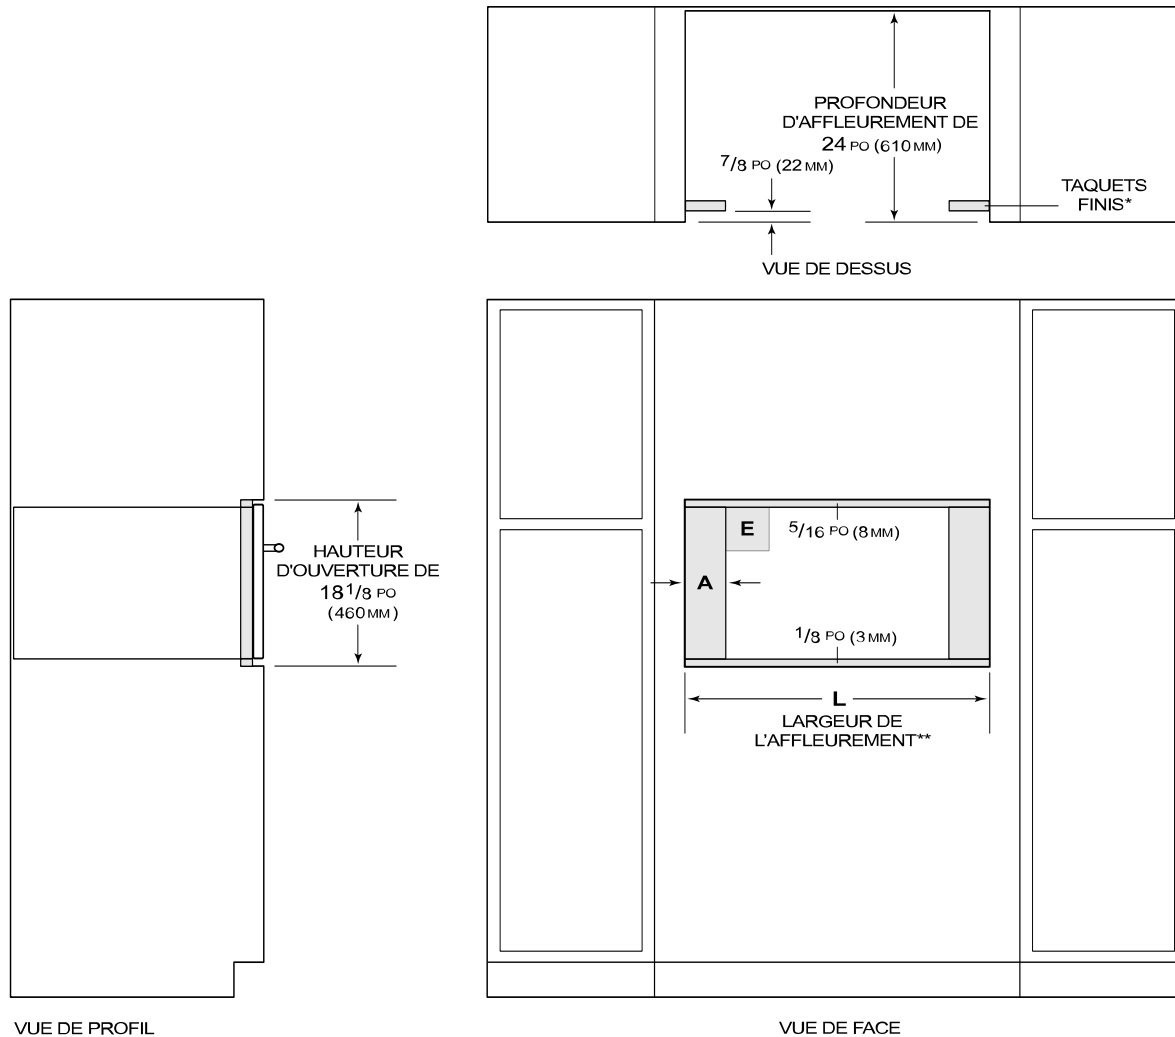 PROFONDEUR
D'AFFLEUREMENT DE
24 PO (610 MM)
7/8 PO (22 MM)
TAQUETS
FINIS*
VUE DE DESSUS
HAUTEUR
D'OUVERTURE DE
18 1/8 PO
(460 MM)
E
5/16 PO (8 MM)
A
1/8 PO (3 MM)
L
LARGEUR DE
L'AFFLEUREMENT**
VUE DE PROFIL
VUE DE FACE